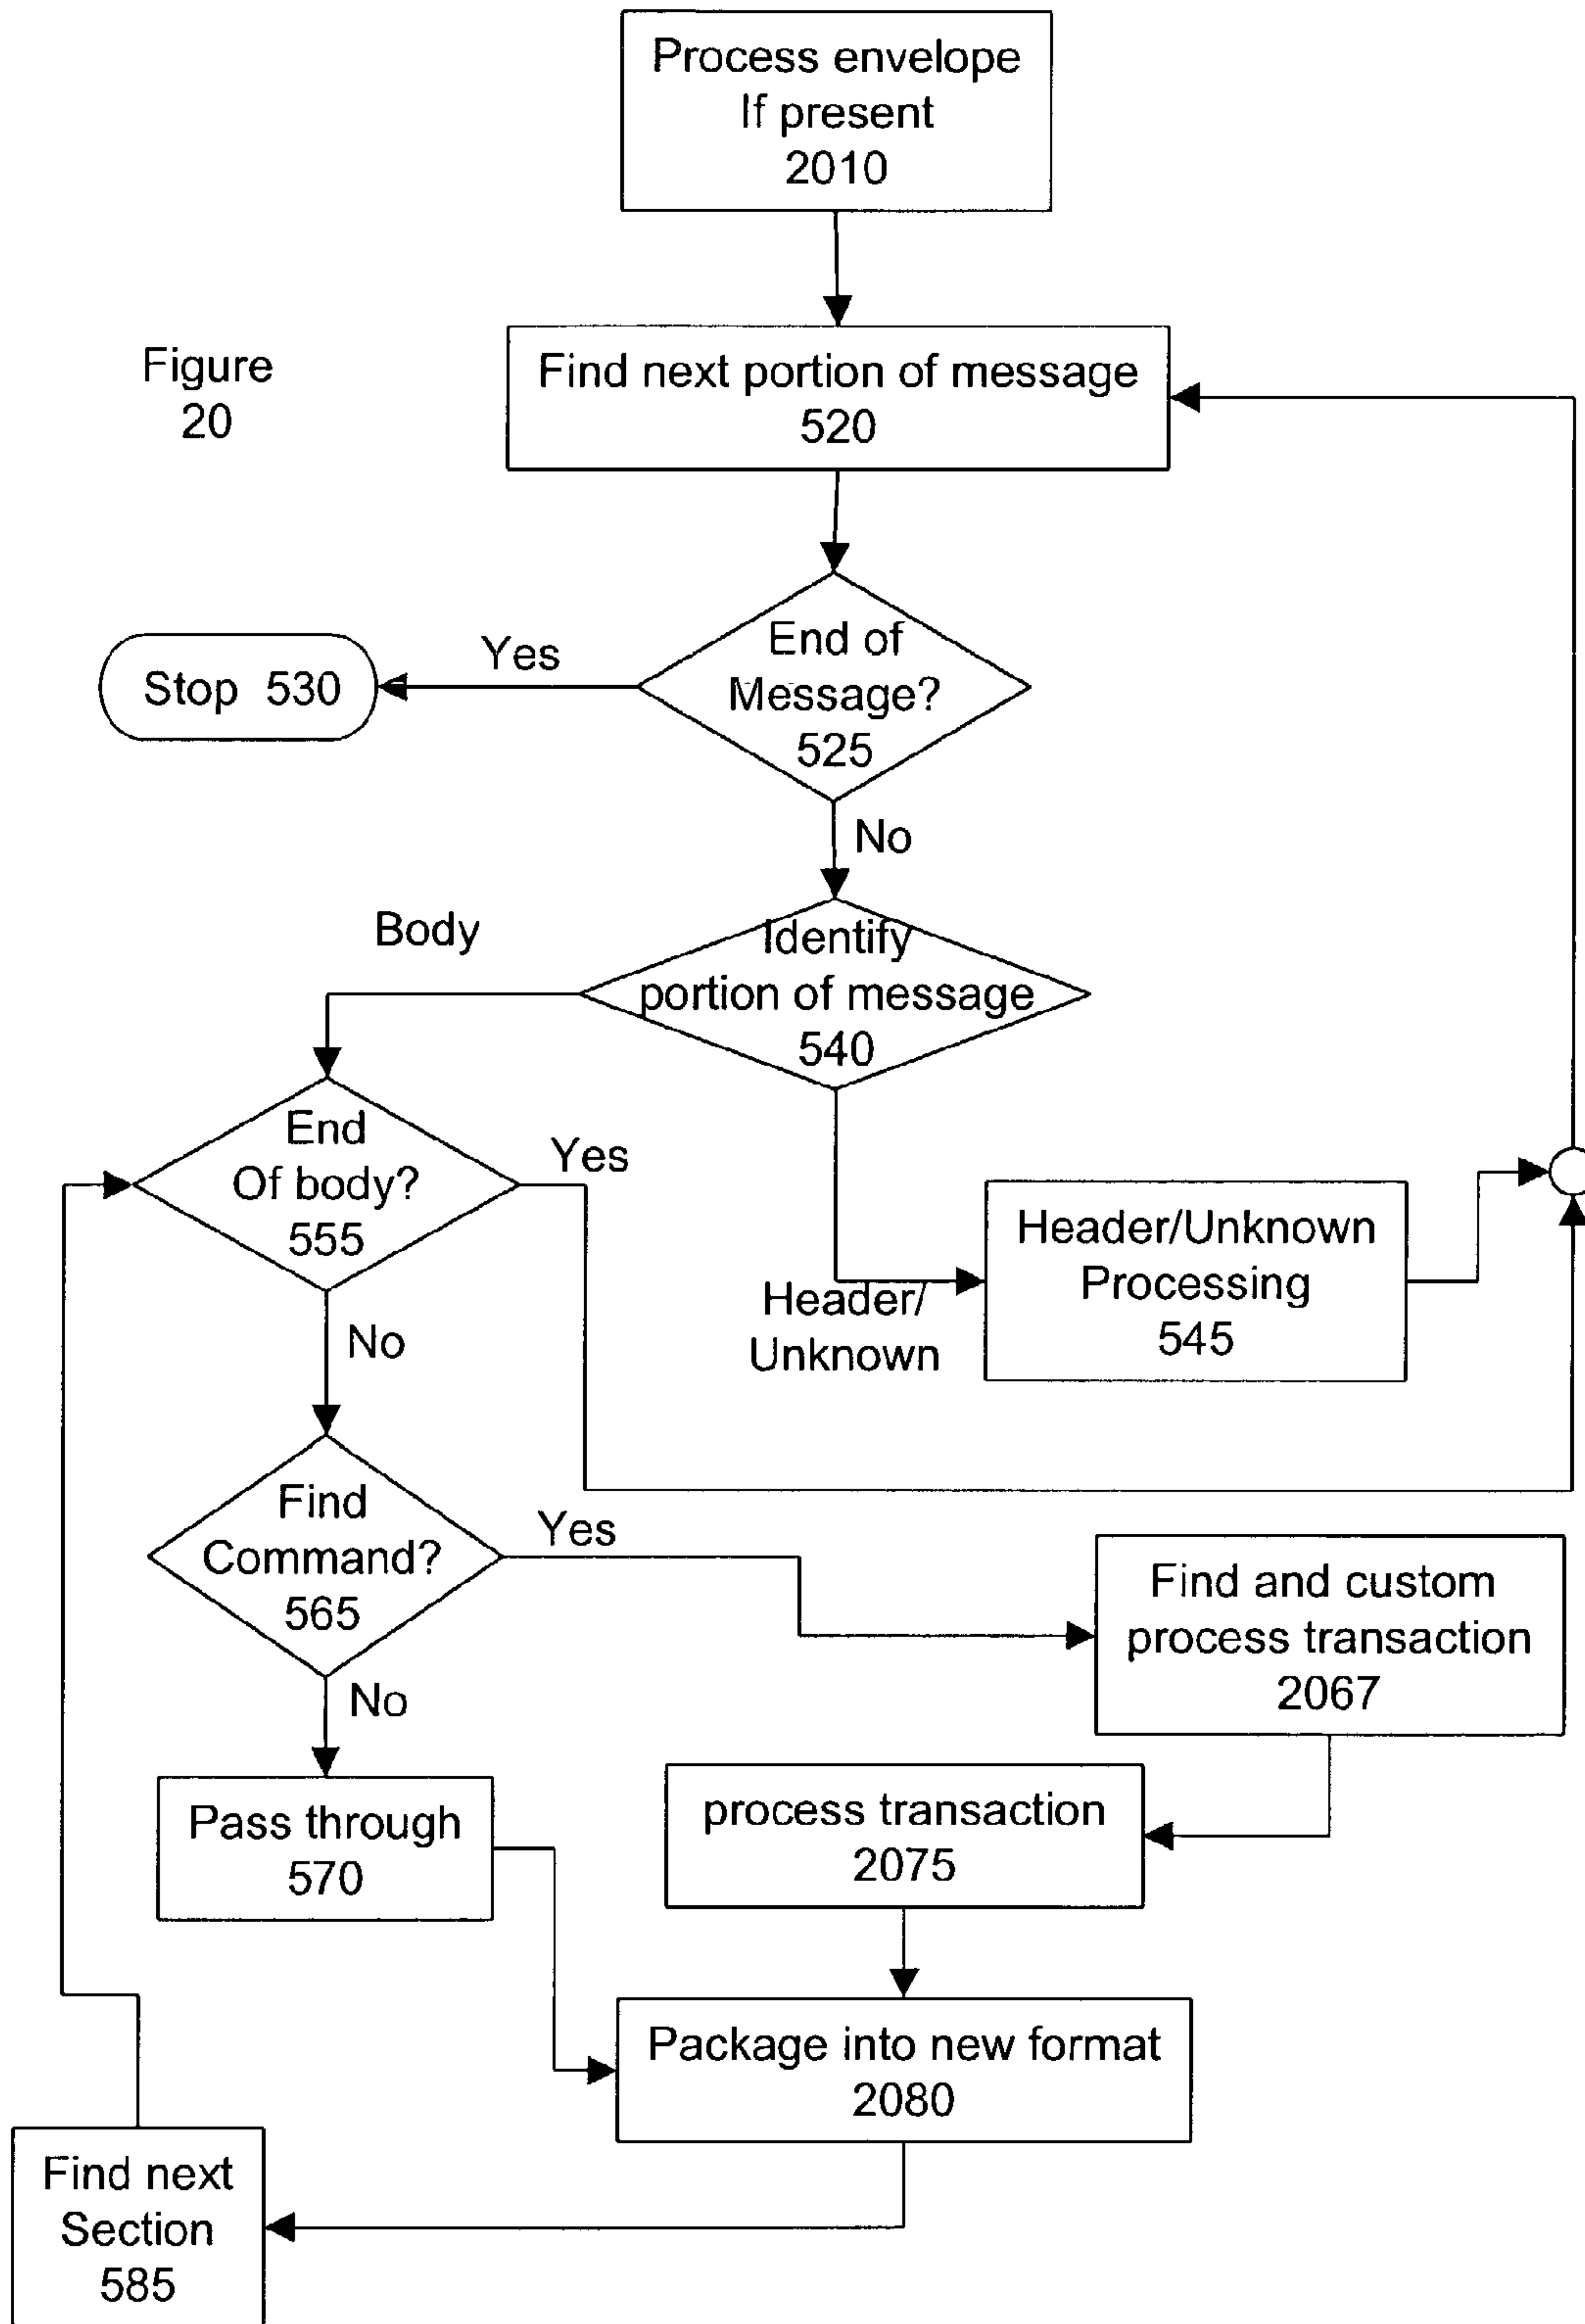 Process envelope
If present
2010
Figure
20
Find next portion of message
520
End of
Message?
525
Yes
Stop 530
No
Identify
portion of message
540
Body
End
Of body?
555
Yes
Header/Unknown
Processing
545
Header/
Unknown
No
Find
Command?
565
Yes
Find and custom
process transaction
2067
No
Pass through
570
process transaction
2075
Package into new format
2080
Find next
Section
585